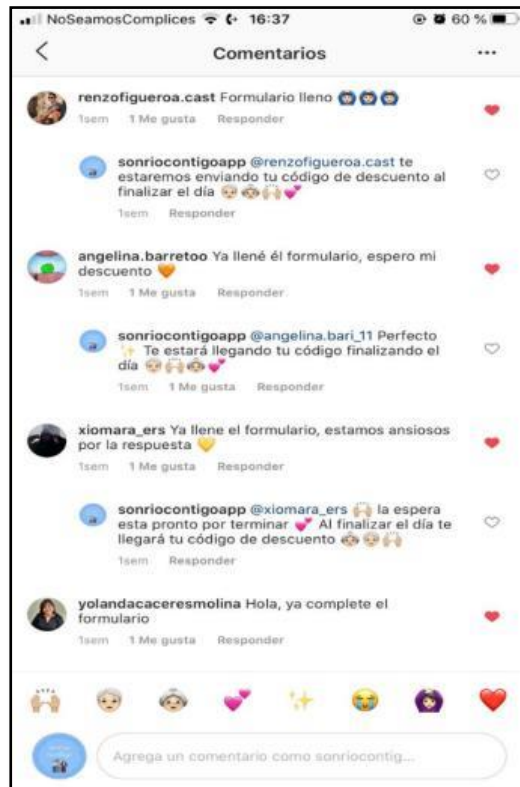 NoSeamosComplices 16:37 60 %
Comentarios
renzofigueroa.cast Formulario lleno
1sem 1 Me gusta Responder
sonriocontigoapp @renzofigueroa.cast te
estaremos enviando tu código de descuento al
finalizar el día
1sem Responder
angelina.barretoo Ya llené él formulario, espero mi
descuento
1sem 1 Me gusta Responder
sonriocontigoapp @angelina.bari_11 Perfecto
Te estará llegando tu código finalizando el
día
1sem 1 Me gusta Responder
xiomara_ers Ya llene el formulario, estamos ansiosos
por la respuesta
1sem 1 Me gusta Responder
sonriocontigoapp @xiomara_ers la espera
esta pronto por terminar Al finalizar el día te
llegará tu código de descuento
1sem Responder
yolandacaceresmolina Hola, ya complete el
formulario
1sem 1 Me gusta Responder
Agrega un comentario como sonriocontig...